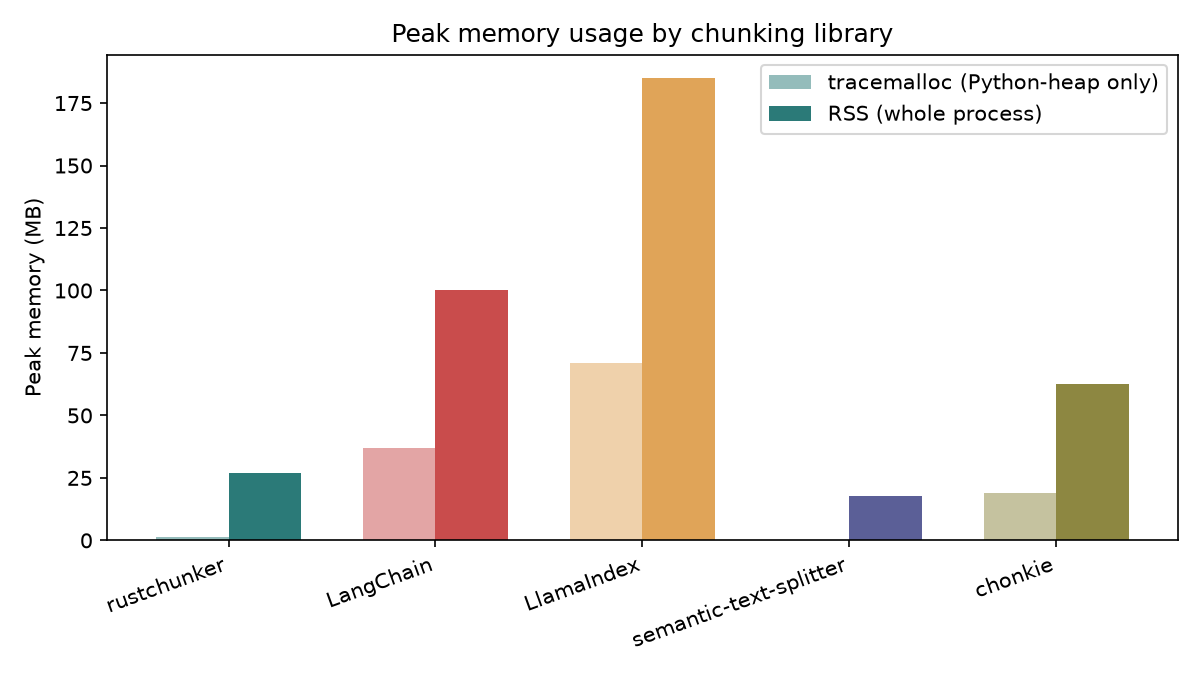 Peak memory usage by chunking library
tracemalloc (Python-heap only)
RSS (whole process)
Peak memory (MB)
175
150
125
100
75
50
25
0
rustchunker
LangChain
LlamaIndex
semantic-text-splitter
chonkie